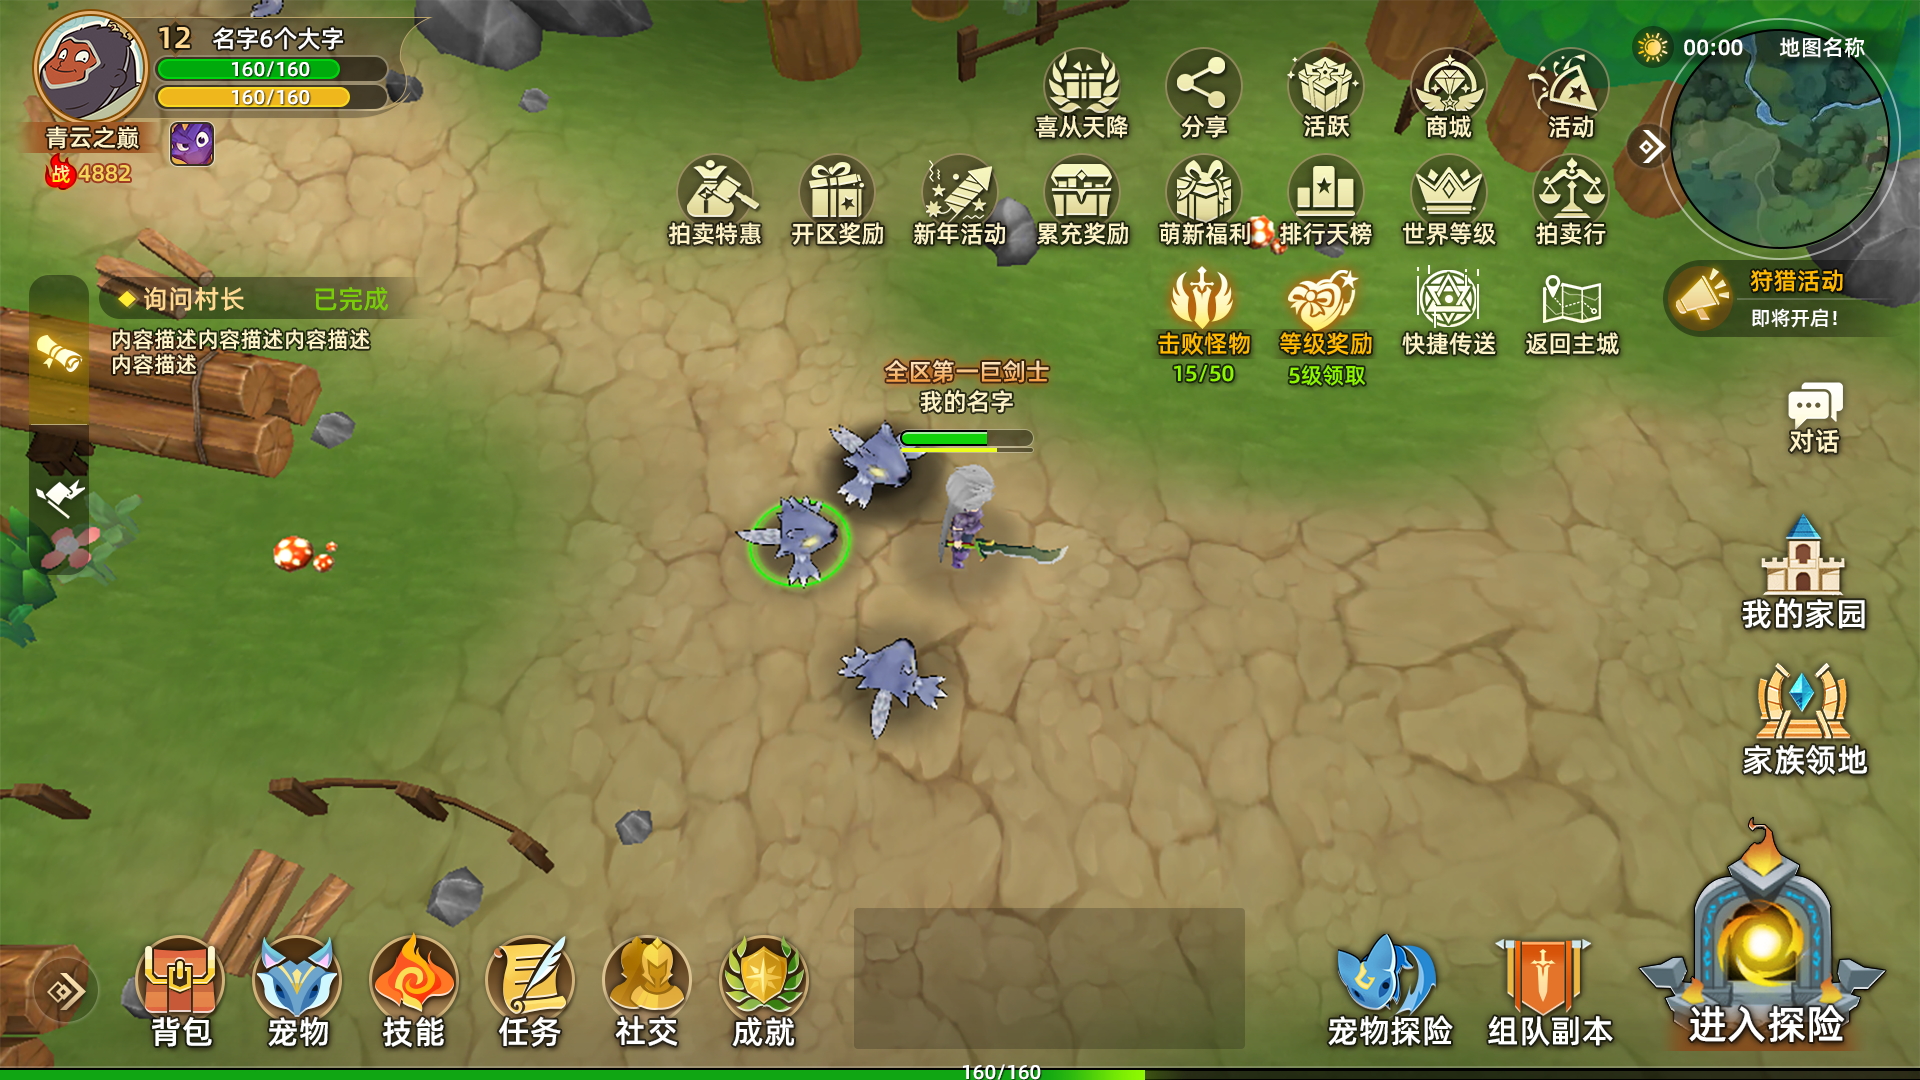 12 名字6个大字
160/160
160/160
青云之巅
战 4882
00:00 地图名称
喜从天降 分享 活跃 商城 活动
拍卖特惠 开区奖励 新年活动 累充奖励 萌新福利 排行天榜 世界等级 拍卖行
击败怪物 等级奖励 快捷传送 返回主城
15/50 5级领取
狩猎活动
即将开启!
询问村长 已完成
内容描述内容描述内容描述
内容描述
全区第一巨剑士
我的名字
对话
我的家园
家族领地
背包 宠物 技能 任务 社交 成就
宠物探险 组队副本 进入探险
160/160